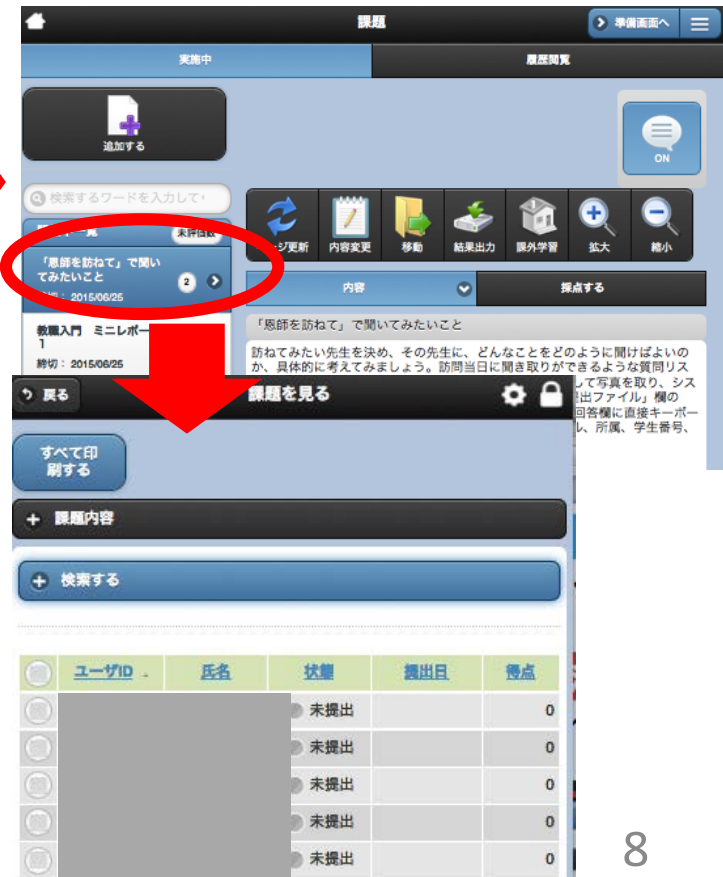 課題
準備画面へ
実施中
履歴閲覧
追加する
ON
検索するワードを入力して
未評価数
ージ更新
内容変更
移動
結果出力
課外学習
拡大
縮小
「恩師を訪ねて」で聞い
てみたいこと
2
: 2015/06/25
内容
採点する
教職入門 ミニレポー
1
締切: 2015/06/25
「恩師を訪ねて」で聞いてみたいこと
訪ねてみたい先生を決め、その先生に、どんなことをどのように聞けばよいの
か、具体的に考えてみましょう。訪問当日に聞き取りができるような質問リス
して写真を取り、シス
出ファイル」欄の
回答欄に直接キーボー
ル、所属、学生番号、
戻る
課題を見る
すべて印
刷する
課題内容
検索する
ユーザID 氏名 状態 提出日 得点
未提出 0
未提出 0
未提出 0
未提出 0
未提出 0
8